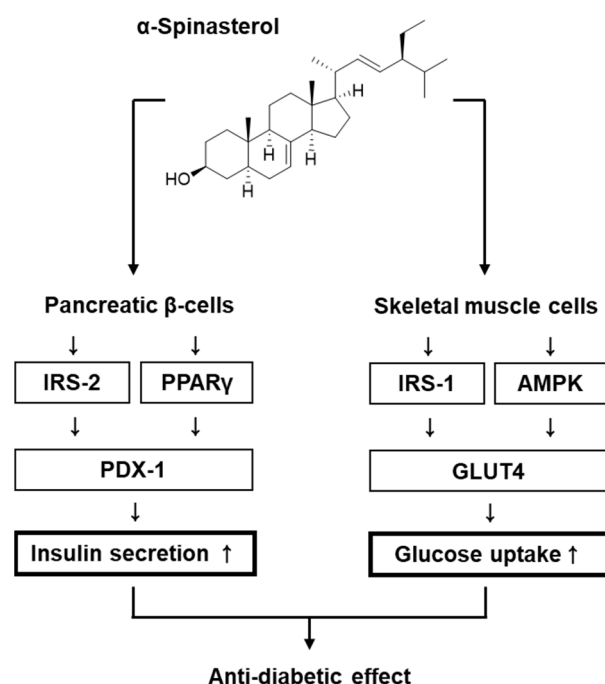 α-Spinasterol
H
H
H
HO
H
Pancreatic β-cells
Skeletal muscle cells
↓ ↓ ↓ ↓
IRS-2 PPARγ IRS-1 AMPK
↓ ↓ ↓ ↓
PDX-1 GLUT4
↓ ↓
Insulin secretion ↑ Glucose uptake ↑
Anti-diabetic effect